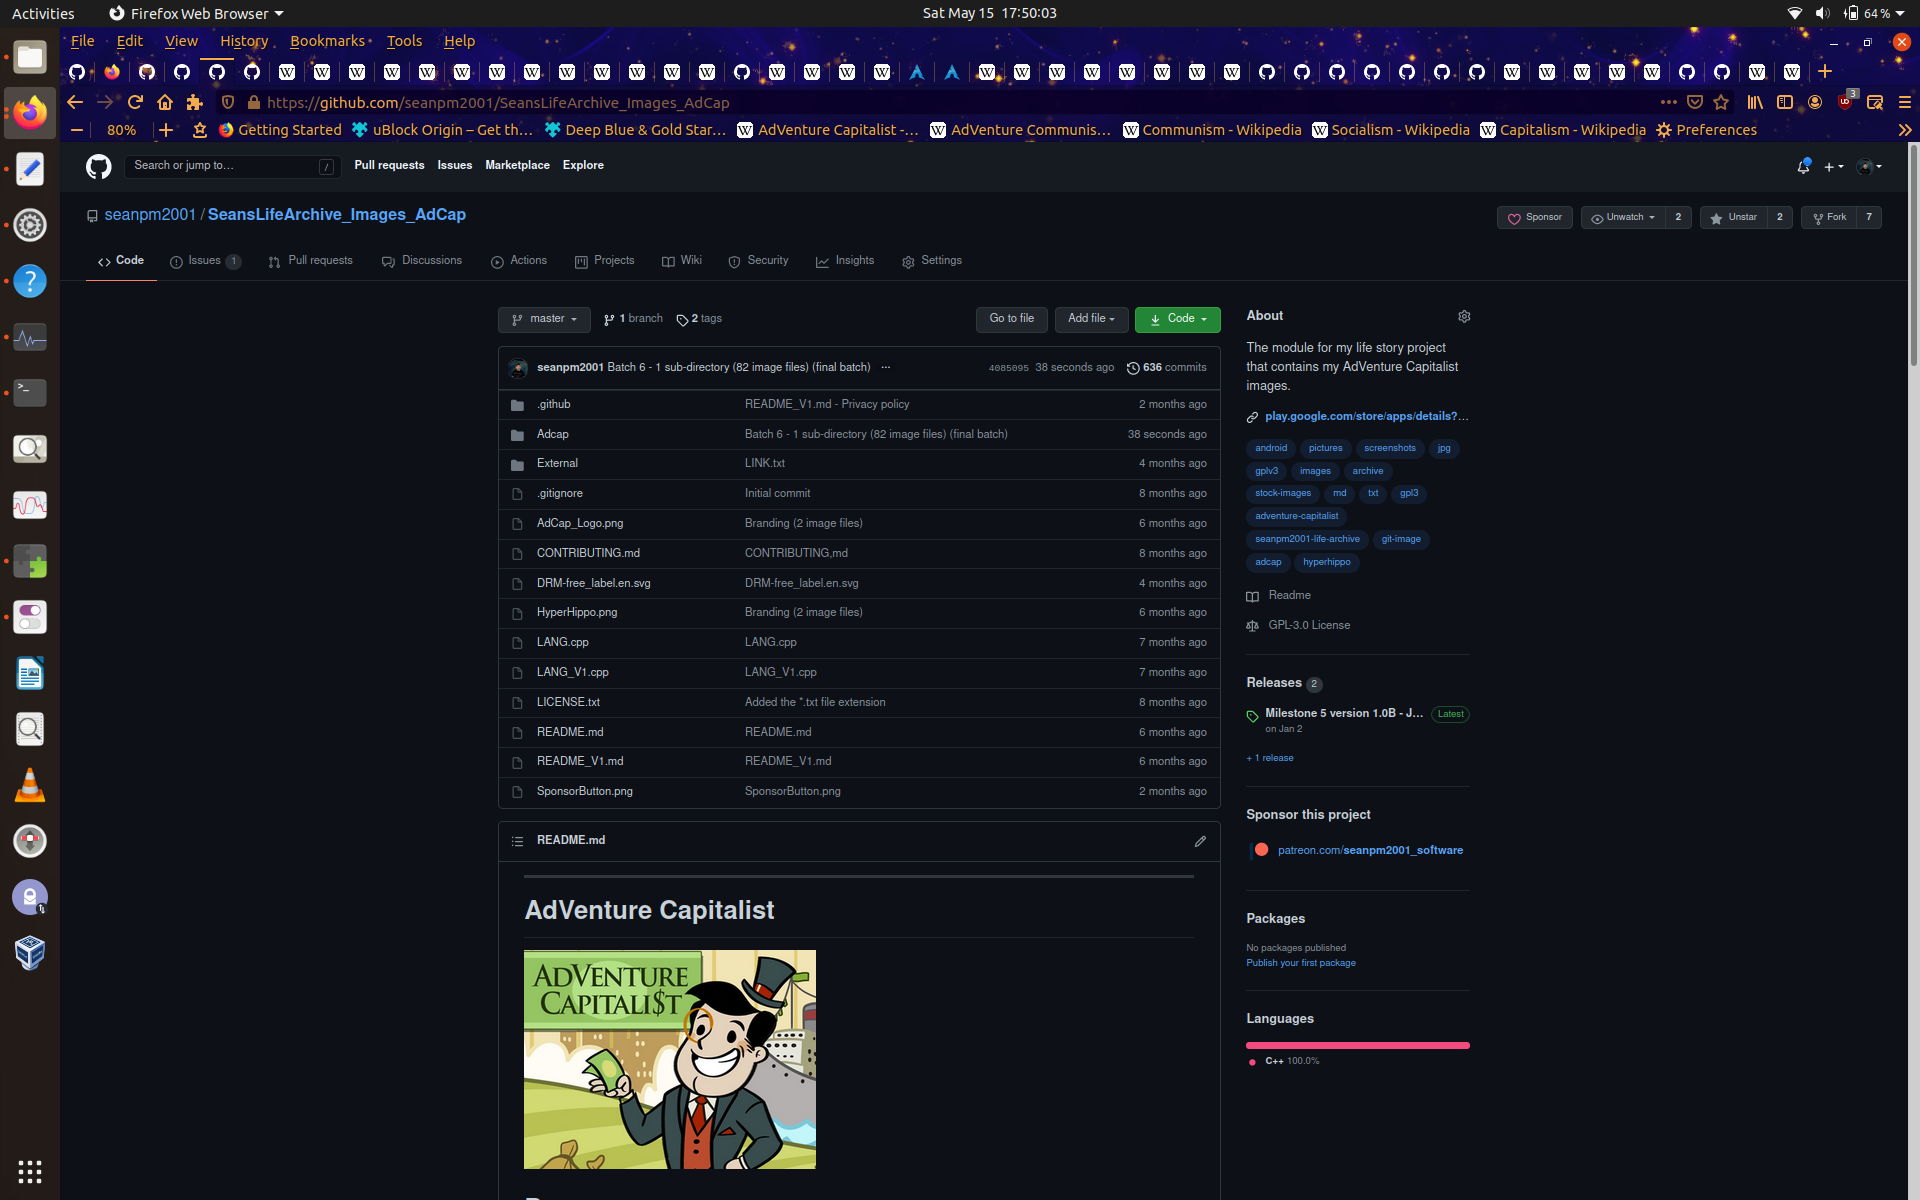 Activities
Firefox Web Browser
Sat May 15 17:50:03
64 %
File Edit View History Bookmarks Tools Help
https://github.com/seanpm2001/SeansLifeArchive_Images_AdCap
3
80%
Getting Started
uBlock Origin – Get th…
Deep Blue & Gold Star…
AdVenture Capitalist -…
AdVenture Communis…
Communism - Wikipedia
Socialism - Wikipedia
Capitalism - Wikipedia
Preferences
Search or jump to…
/
Pull requests Issues Marketplace Explore
seanpm2001 / SeansLifeArchive_Images_AdCap
Sponsor
Unwatch 2
Unstar 2
Fork 7
Code
Issues 1
Pull requests
Discussions
Actions
Projects
Wiki
Security
Insights
Settings
master
1 branch
2 tags
Go to file
Add file
Code
seanpm2001 Batch 6 - 1 sub-directory (82 image files) (final batch) ...
4085095 38 seconds ago
636 commits
.github README_V1.md - Privacy policy 2 months ago
Adcap Batch 6 - 1 sub-directory (82 image files) (final batch) 38 seconds ago
External LINK.txt 4 months ago
.gitignore Initial commit 8 months ago
AdCap_Logo.png Branding (2 image files) 6 months ago
CONTRIBUTING.md CONTRIBUTING,md 8 months ago
DRM-free_label.en.svg DRM-free_label.en.svg 4 months ago
HyperHippo.png Branding (2 image files) 6 months ago
LANG.cpp LANG.cpp 7 months ago
LANG_V1.cpp LANG_V1.cpp 7 months ago
LICENSE.txt Added the *.txt file extension 8 months ago
README.md README.md 6 months ago
README_V1.md README_V1.md 6 months ago
SponsorButton.png SponsorButton.png 2 months ago
README.md
AdVenture Capitalist
ADVENTURE
CAPITALI$T
About
The module for my life story project
that contains my AdVenture Capitalist
images.
play.google.com/store/apps/details?…
android pictures screenshots jpg
gplv3 images archive
stock-images md txt gpl3
adventure-capitalist
seanpm2001-life-archive git-image
adcap hyperhippo
Readme
GPL-3.0 License
Releases 2
Milestone 5 version 1.0B - J… Latest
on Jan 2
+ 1 release
Sponsor this project
patreon.com/seanpm2001_software
Packages
No packages published
Publish your first package
Languages
C++ 100.0%